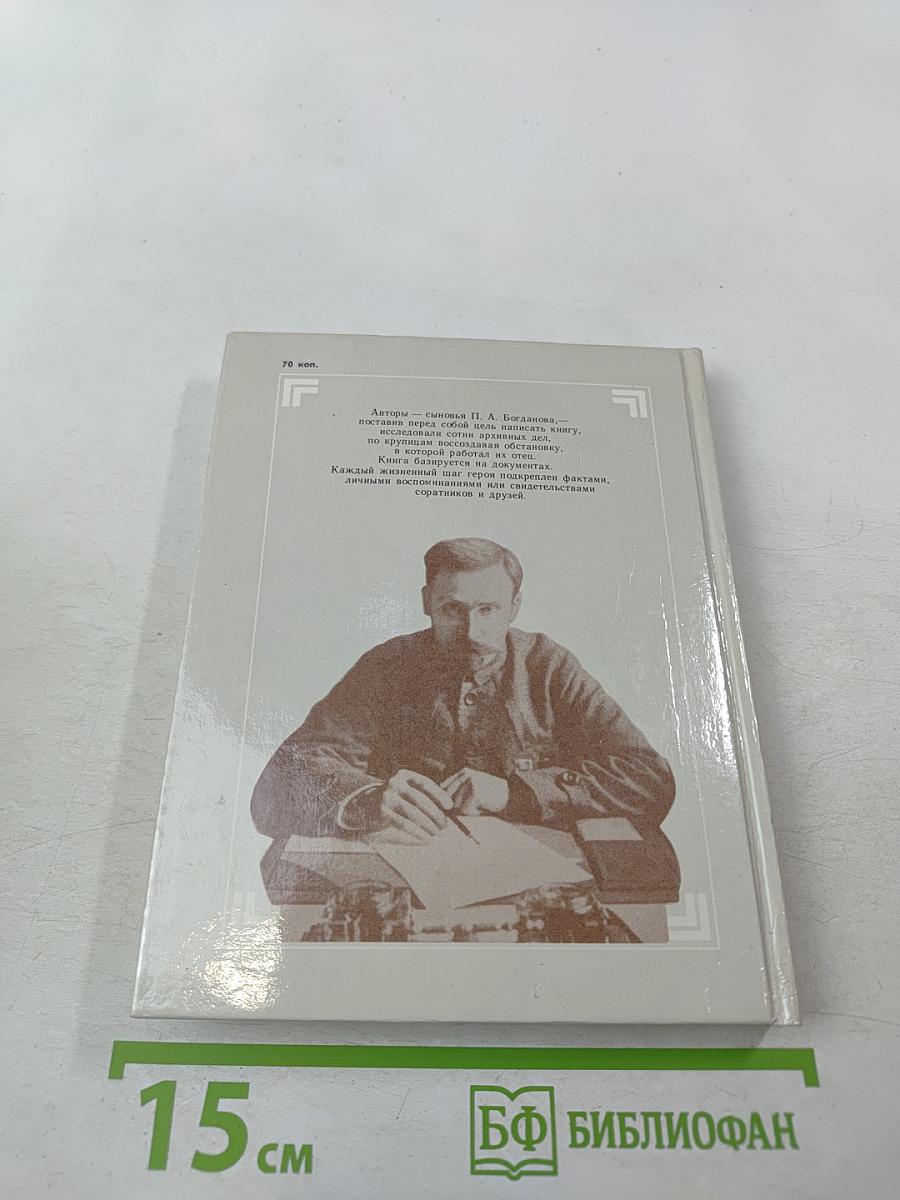 70 коп.
Авторы — сыновья П. А. Богданова,—
поставив перед собой цель написать книгу,
исследовали сотни архивных дел,
по крупицам воссоздавая обстановку,
в которой работал их отец.
Книга базируется на документах.
Каждый жизненный шаг героя подкреплен фактами,
личными воспоминаниями или свидетельствами
соратников и друзей.
15 см
БФ БИБЛИОФАН